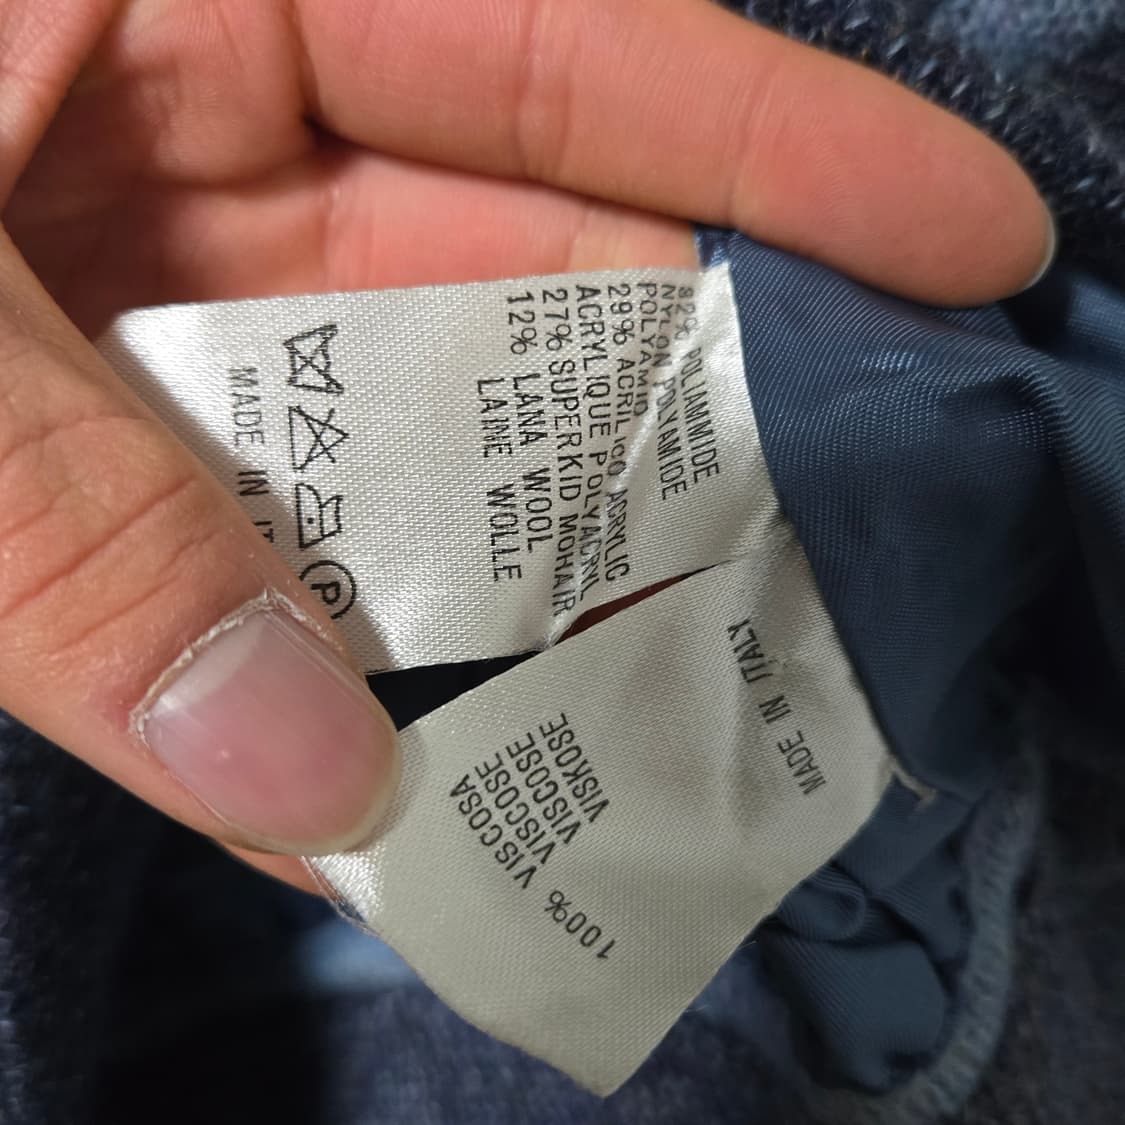 32% POLIAMMIDE
NYLON POLYAMIDE
POLYAMID
29% ACRILICO ACRYLIC
ACRYLIQUE POLYACRYL
27% SUPERKID MOHAIR
12% LANA WOOL
LAINE WOLLE
P
MADE IN
100% VISCOSA
VISCOSE
VISCOSE
VISKOSE
MADE IN ITALY